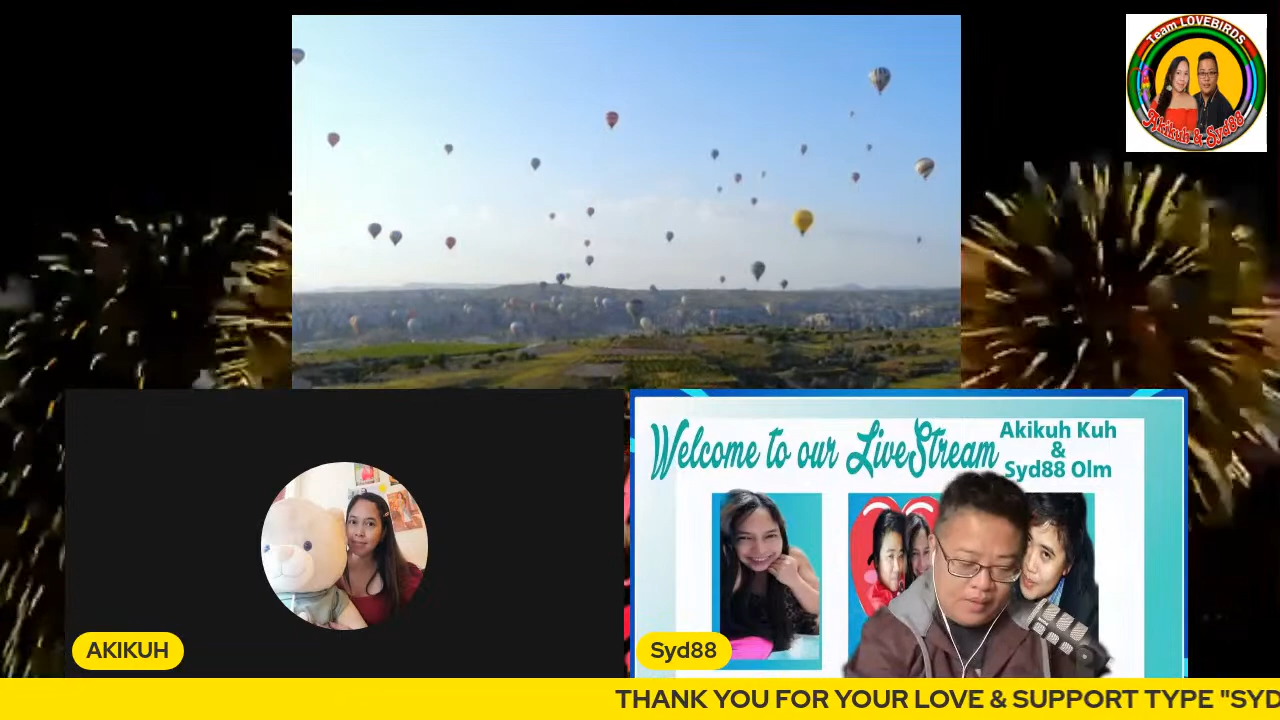 Team LOVEBIRDS
Akikuh & Syd88
Welcome to our LiveStream
Akikuh Kuh
&
Syd88 Olm
AKIKUH
Syd88
THANK YOU FOR YOUR LOVE & SUPPORT TYPE "SYD